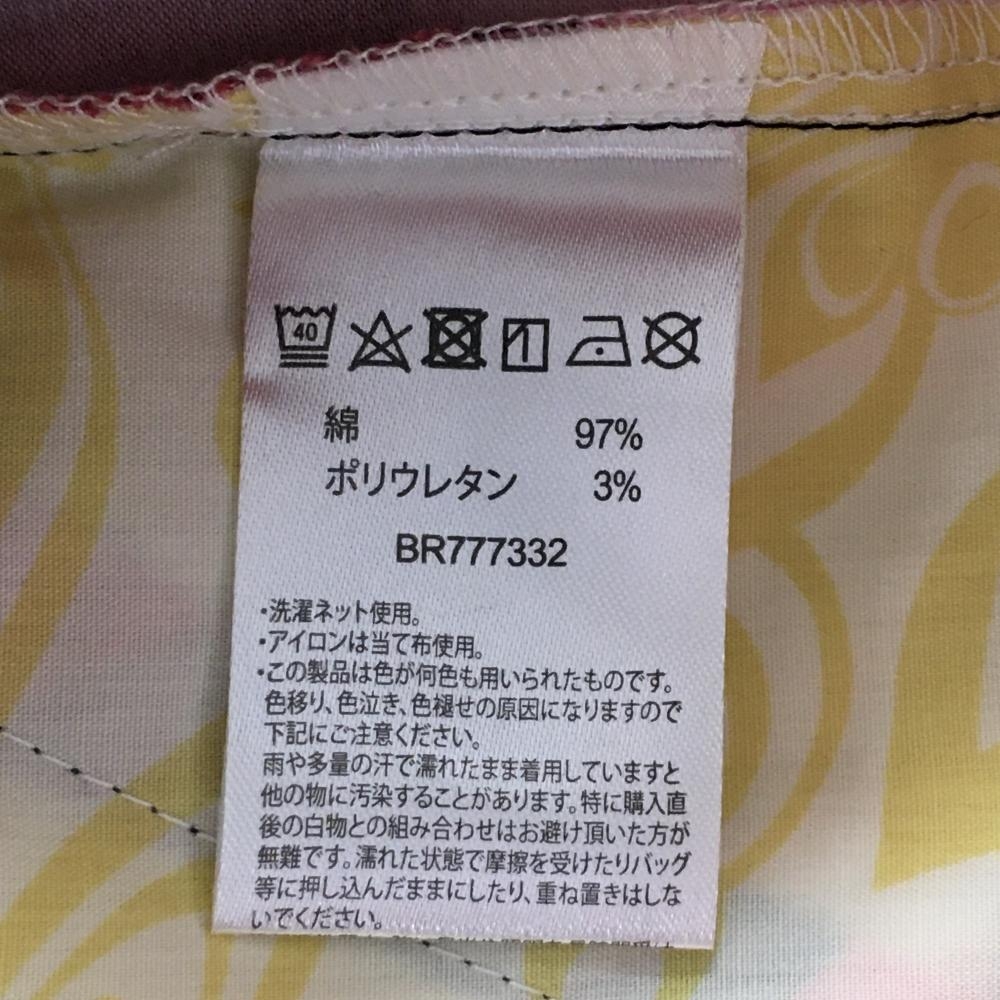 40
綿 97%
ポリウレタン 3%
BR777332
・洗濯ネット使用。
・アイロンは当て布使用。
・この製品は色が何色も用いられたものです。
色移り、色泣き、色褪せの原因になりますので
下記にご注意ください。
雨や多量の汗で濡れたまま着用していますと
他の物に汚染することがあります。特に購入直
後の白物との組み合わせはお避け頂いた方が
無難です。濡れた状態で摩擦を受けたりバッグ
等に押し込んだままにしたり、重ね置きはしな
いでください。